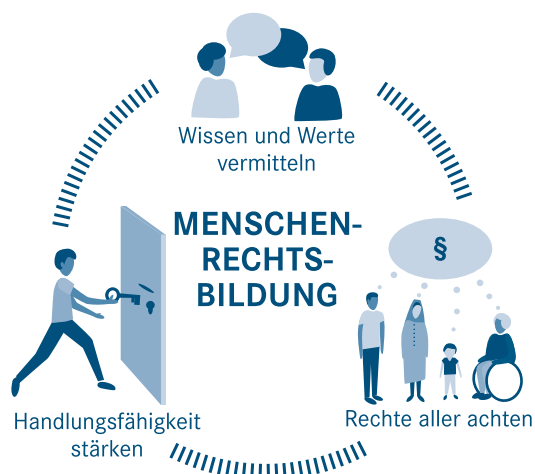 Wissen und Werte
vermitteln
MENSCHEN-
RECHTS-
BILDUNG
§
Handlungsfähigkeit
stärken
Rechte aller achten